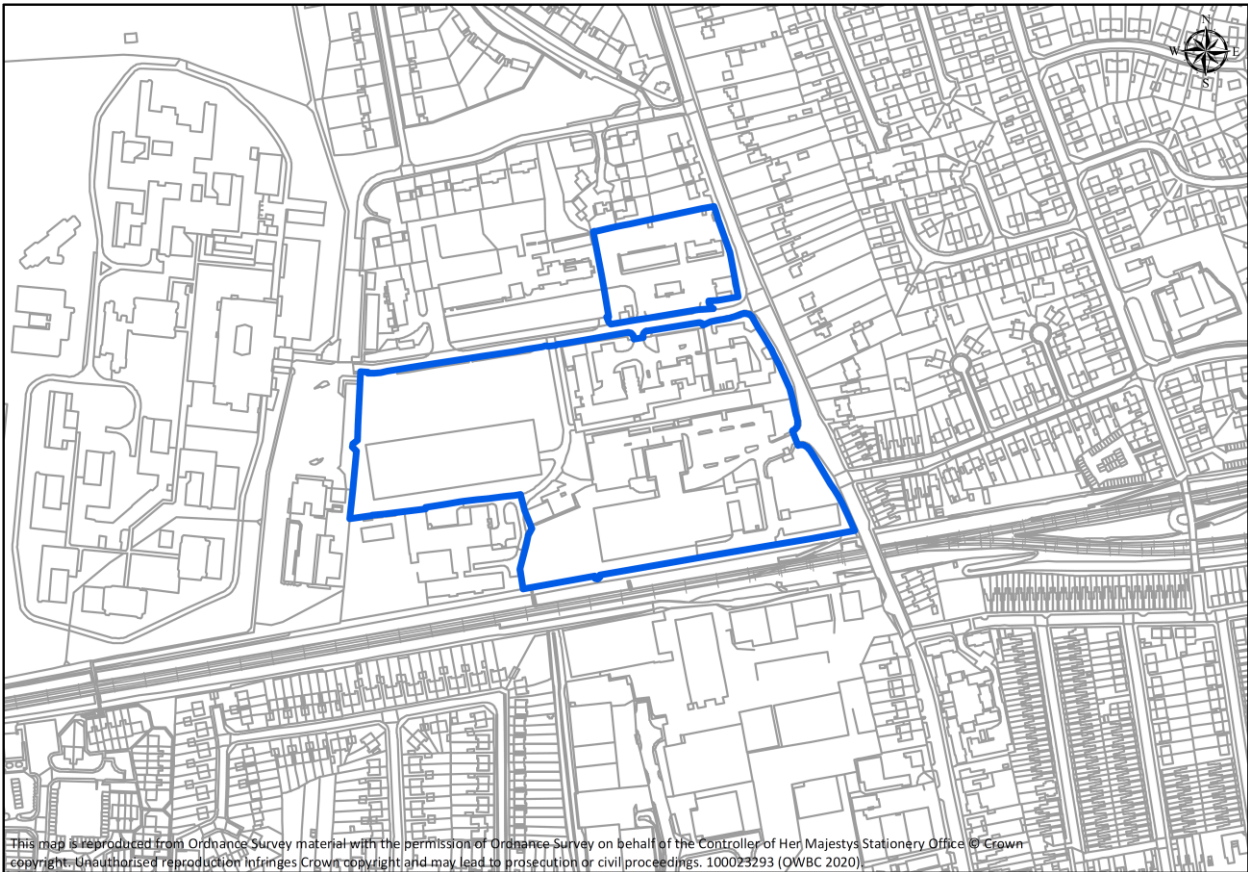 N
W E
S
This map is reproduced from Ordnance Survey material with the permission of Ordnance Survey on behalf of the Controller of Her Majestys Stationery Office © Crown
copyright. Unauthorised reproduction infringes Crown copyright and may lead to prosecution or civil proceedings. 100023293 (OWBC 2020).